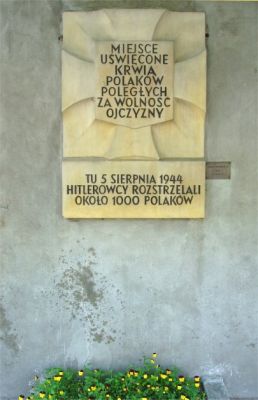 MIEJSCE
UŚWIĘCONE
KRWIĄ
POLAKÓW
POLEGŁYCH
ZA WOLNOŚĆ
OJCZYZNY
TU 5 SIERPNIA 1944
HITLEROWCY ROZSTRZELALI
OKOŁO 1000 POLAKÓW